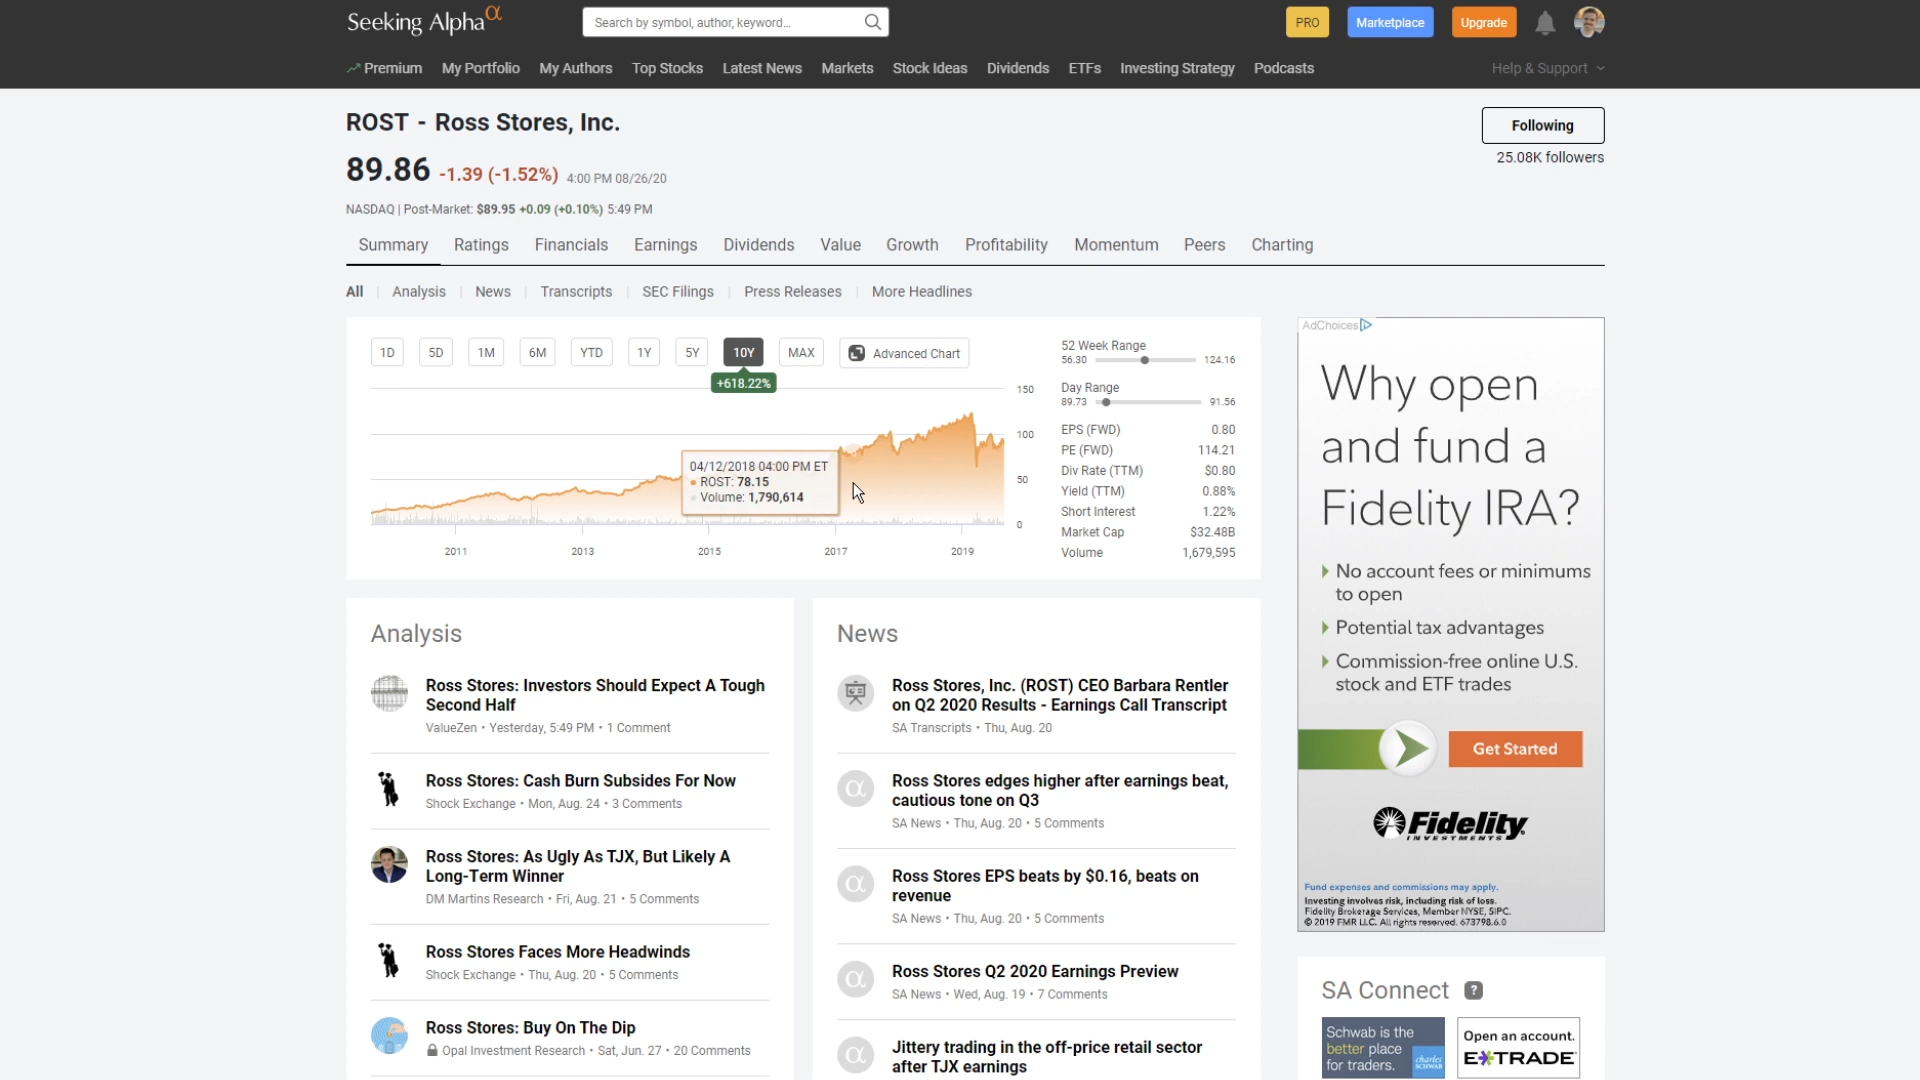 Seeking Alpha α
Search by symbol, author, keyword...
PRO
Marketplace
Upgrade
Premium My Portfolio My Authors Top Stocks Latest News Markets Stock Ideas Dividends ETFs Investing Strategy Podcasts
Help & Support
ROST - Ross Stores, Inc.
Following
25.08K followers
89.86 -1.39 (-1.52%) 4:00 PM 08/26/20
NASDAQ | Post-Market: $89.95 +0.09 (+0.10%) 5:49 PM
Summary Ratings Financials Earnings Dividends Value Growth Profitability Momentum Peers Charting
All | Analysis | News | Transcripts | SEC Filings | Press Releases | More Headlines
1D 5D 1M 6M YTD 1Y 5Y 10Y MAX Advanced Chart
+618.22%
150
100
50
0
04/12/2018 04:00 PM ET
ROST: 78.15
Volume: 1,790,614
2011 2013 2015 2017 2019
52 Week Range
56.30 124.16
Day Range
89.73 91.56
EPS (FWD) 0.80
PE (FWD) 114.21
Div Rate (TTM) $0.80
Yield (TTM) 0.88%
Short Interest 1.22%
Market Cap $32.48B
Volume 1,679,595
Analysis
Ross Stores: Investors Should Expect A Tough
Second Half
ValueZen • Yesterday, 5:49 PM • 1 Comment
Ross Stores: Cash Burn Subsides For Now
Shock Exchange • Mon, Aug. 24 • 3 Comments
Ross Stores: As Ugly As TJX, But Likely A
Long-Term Winner
DM Martins Research • Fri, Aug. 21 • 5 Comments
Ross Stores Faces More Headwinds
Shock Exchange • Thu, Aug. 20 • 5 Comments
Ross Stores: Buy On The Dip
Opal Investment Research • Sat, Jun. 27 • 20 Comments
News
Ross Stores, Inc. (ROST) CEO Barbara Rentler
on Q2 2020 Results - Earnings Call Transcript
SA Transcripts • Thu, Aug. 20
α
Ross Stores edges higher after earnings beat,
cautious tone on Q3
SA News • Thu, Aug. 20 • 5 Comments
α
Ross Stores EPS beats by $0.16, beats on
revenue
SA News • Thu, Aug. 20 • 5 Comments
α
Ross Stores Q2 2020 Earnings Preview
SA News • Wed, Aug. 19 • 7 Comments
α
Jittery trading in the off-price retail sector
after TJX earnings
AdChoices
Why open
and fund a
Fidelity IRA?
No account fees or minimums
to open
Potential tax advantages
Commission-free online U.S.
stock and ETF trades
Get Started
Fidelity
INVESTMENTS
Fund expenses and commissions may apply.
Investing involves risk, including risk of loss.
Fidelity Brokerage Services, Member NYSE, SIPC.
© 2019 FMR LLC. All rights reserved. 673798.6.0
SA Connect ?
Schwab is the
better place
for traders.
charles
SCHWAB
Open an account.
E*TRADE